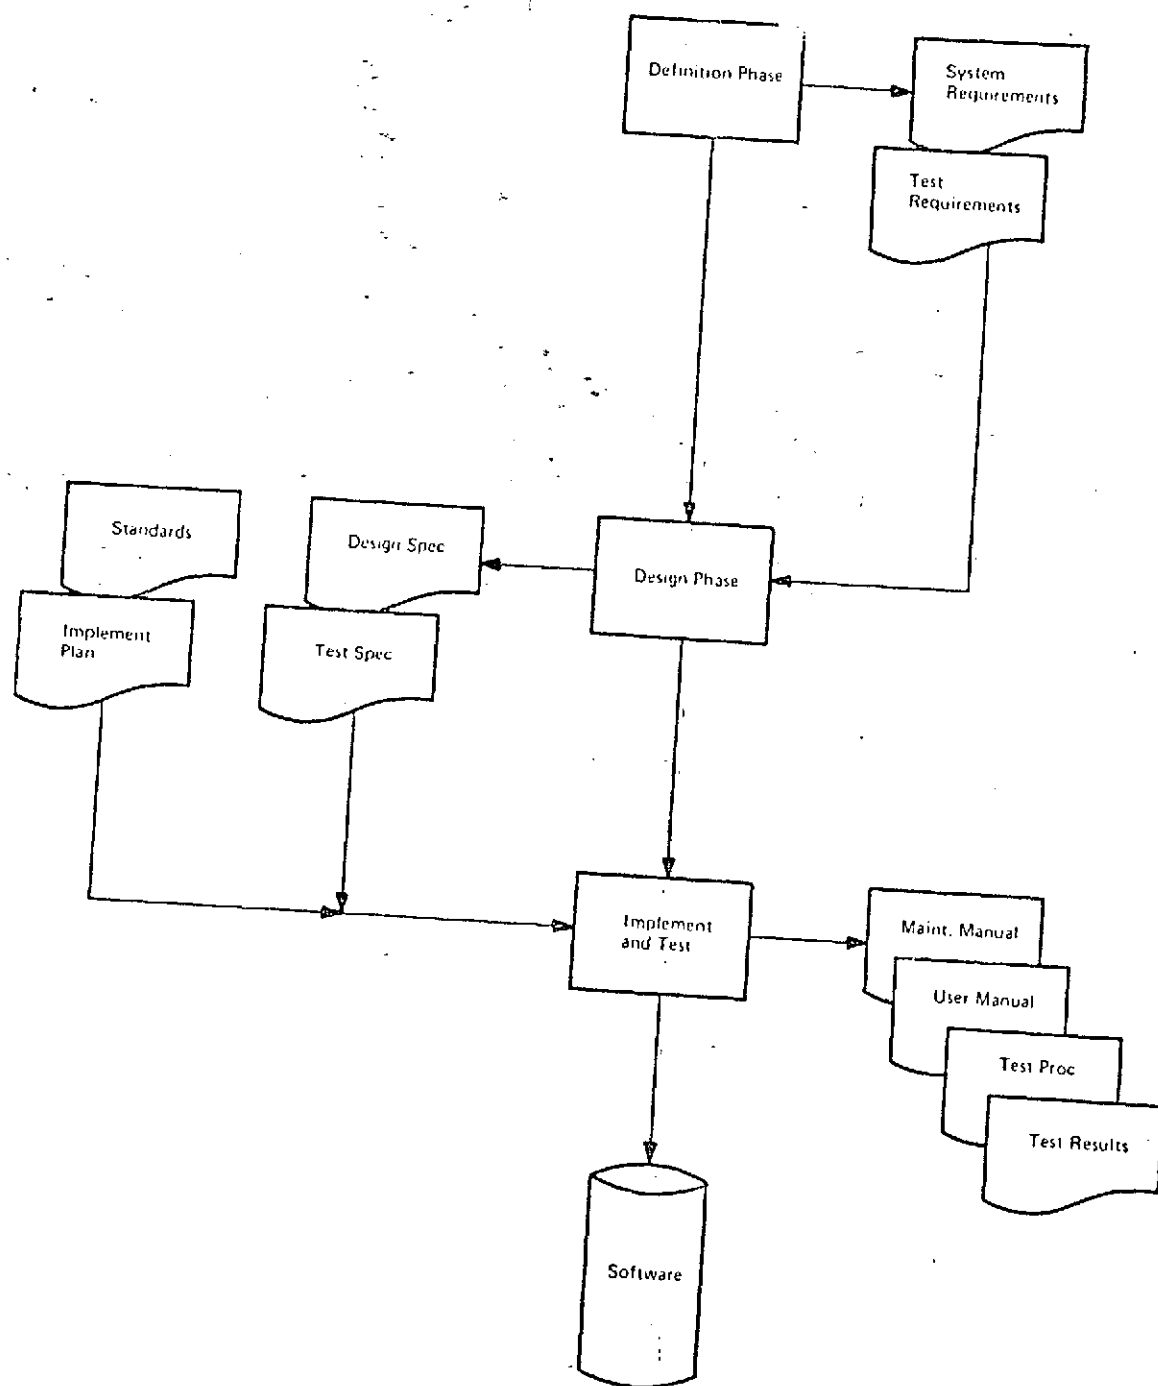 Definition Phase
System
Requirements
Test
Requirements
Standards
Design Spec
Design Phase
Implement
Plan
Test Spec
Implement
and Test
Maint. Manual
User Manual
Test Proc
Test Results
Software